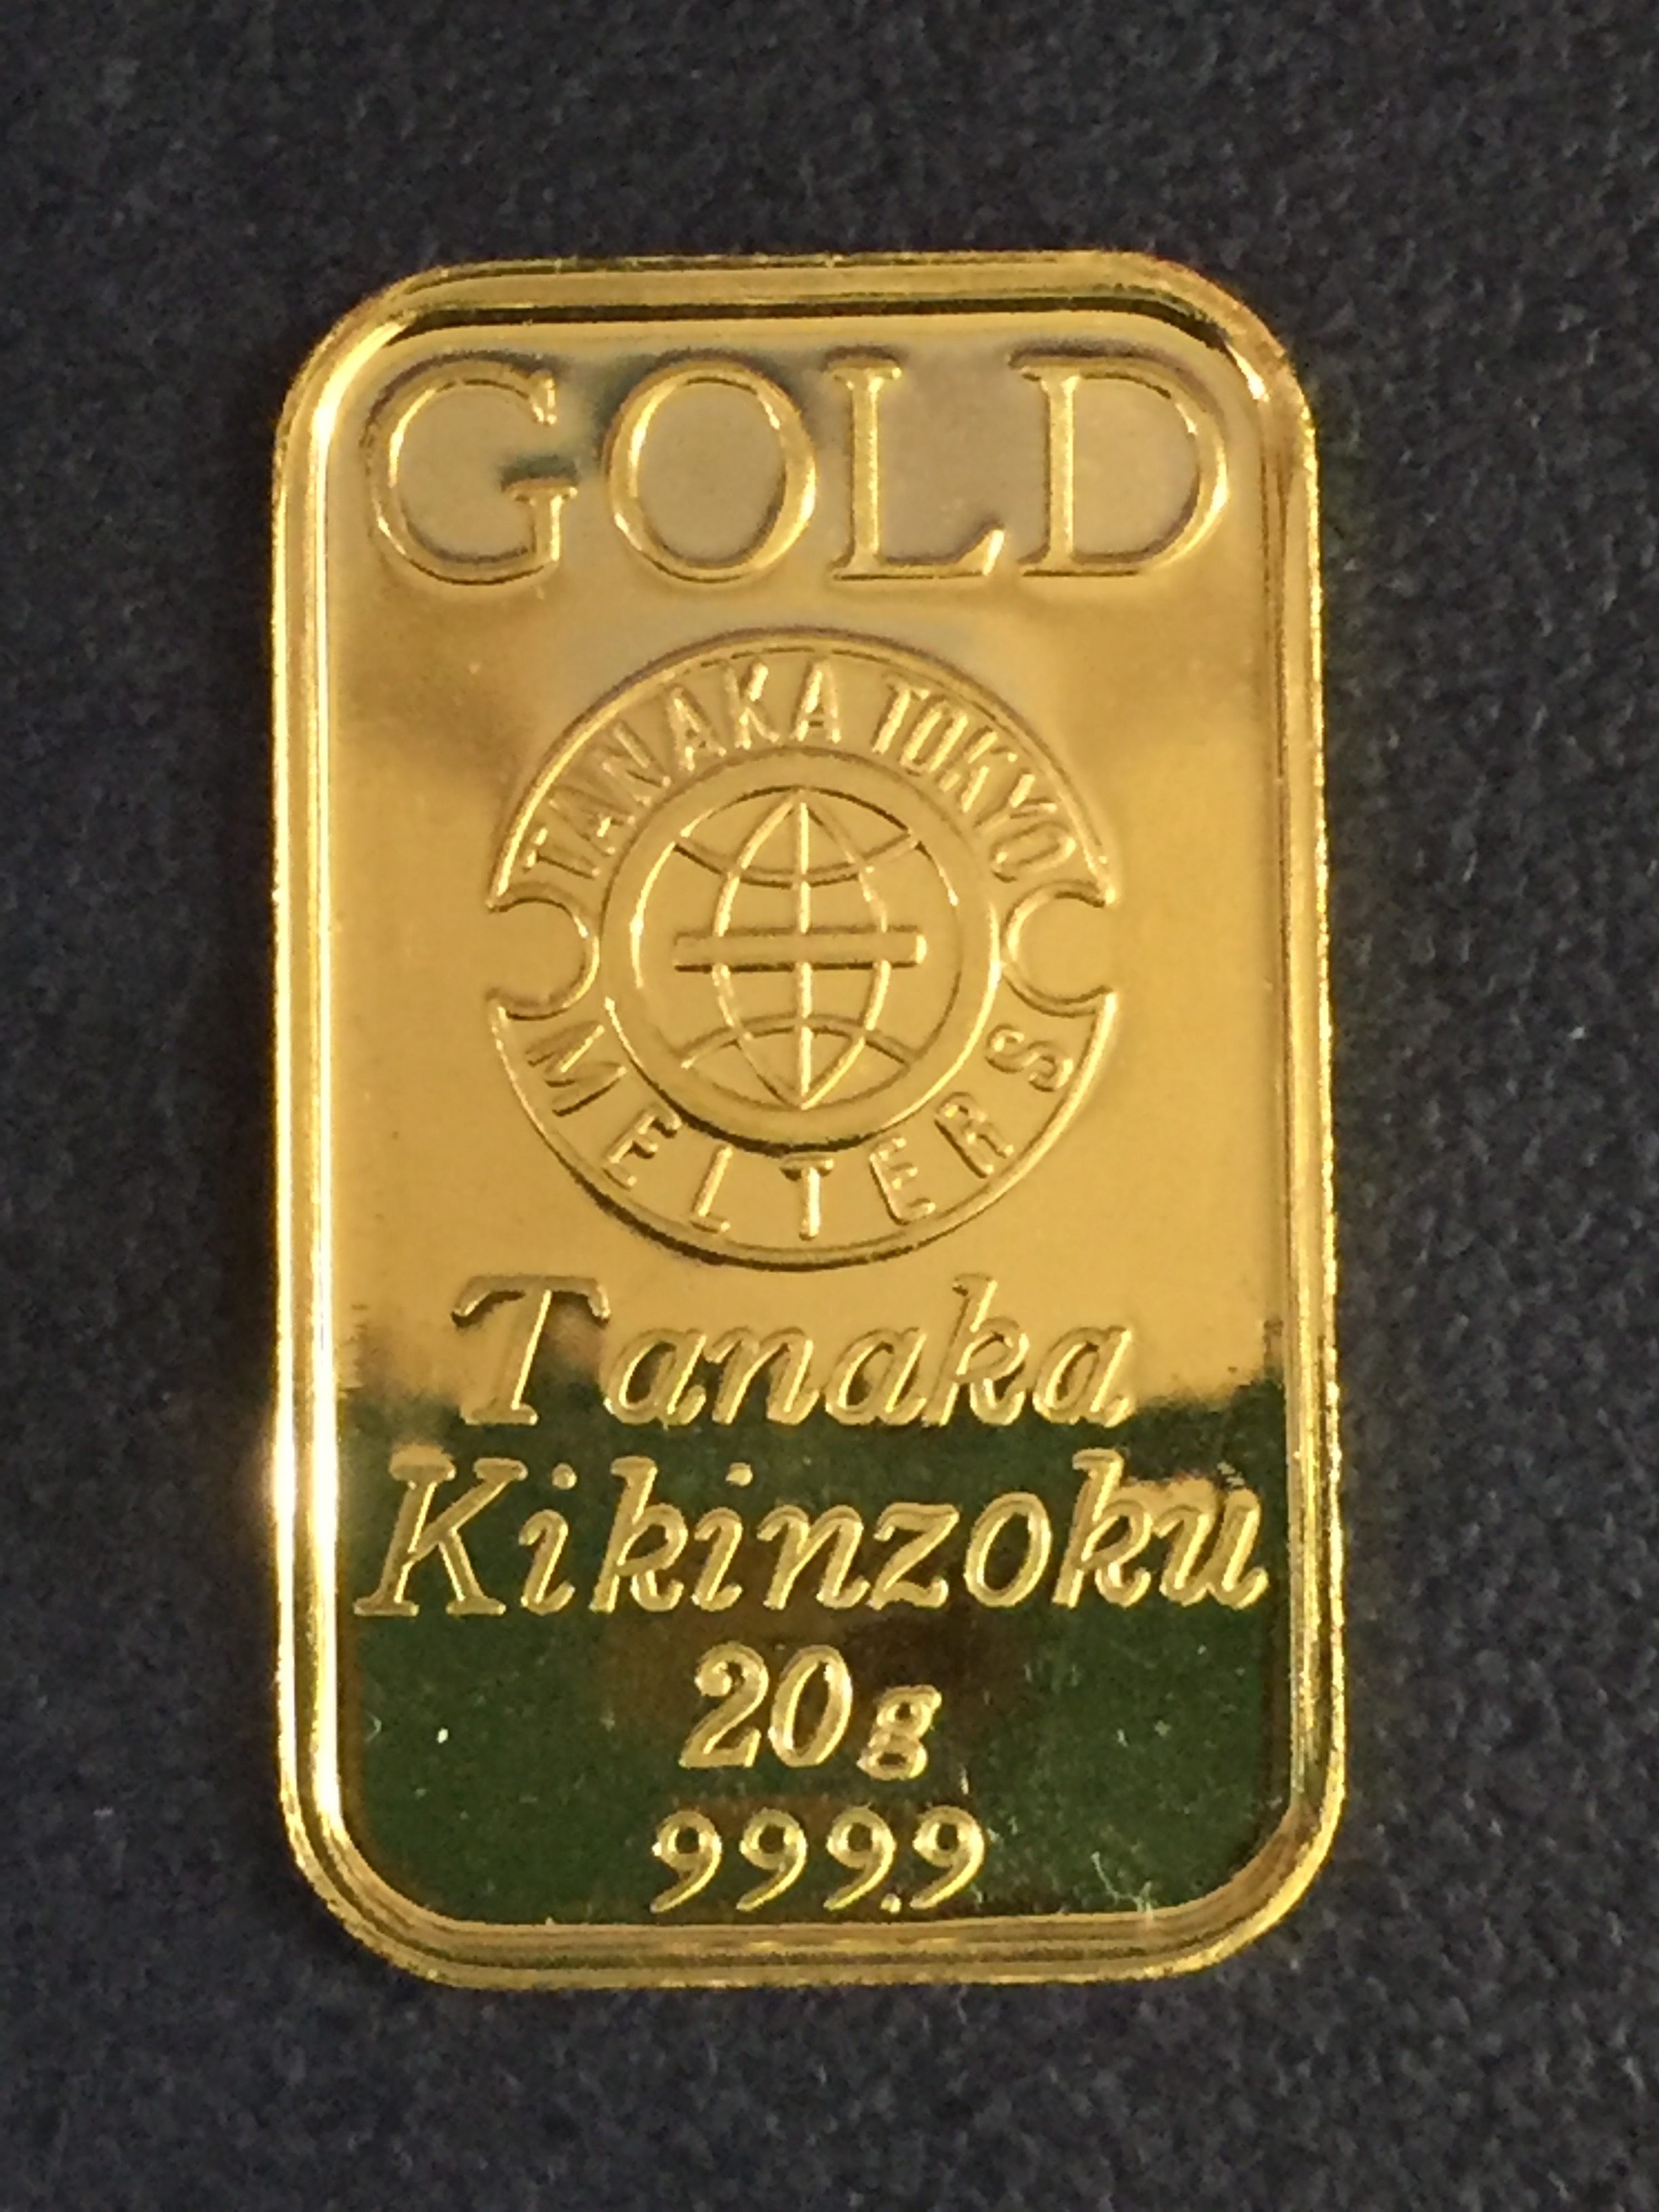 GOLD
TANAKA TOKYO
MELTERS
Tanaka
Kikinzoku
20g
999.9